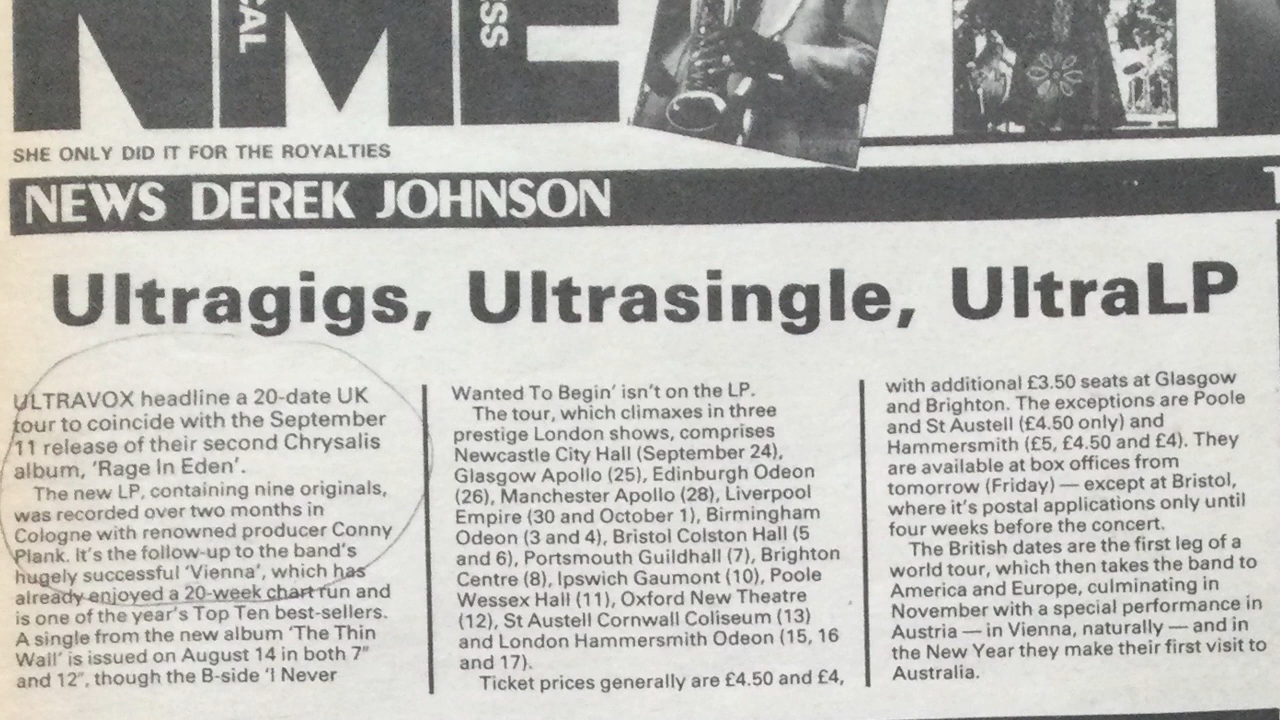 NME
CAL
SS
SHE ONLY DID IT FOR THE ROYALTIES
NEWS DEREK JOHNSON
T
Ultragigs, Ultrasingle, UltraLP
ULTRAVOX headline a 20-date UK
tour to coincide with the September
11 release of their second Chrysalis
album, 'Rage In Eden'.
The new LP, containing nine originals,
was recorded over two months in
Cologne with renowned producer Conny
Plank. It's the follow-up to the band's
hugely successful 'Vienna', which has
already enjoyed a 20-week chart run and
is one of the year's Top Ten best-sellers.
A single from the new album 'The Thin
Wall' is issued on August 14 in both 7"
and 12", though the B-side 'I Never
Wanted To Begin' isn't on the LP.
The tour, which climaxes in three
prestige London shows, comprises
Newcastle City Hall (September 24),
Glasgow Apollo (25), Edinburgh Odeon
(26), Manchester Apollo (28), Liverpool
Empire (30 and October 1), Birmingham
Odeon (3 and 4), Bristol Colston Hall (5
and 6), Portsmouth Guildhall (7), Brighton
Centre (8), Ipswich Gaumont (10), Poole
Wessex Hall (11), Oxford New Theatre
(12), St Austell Cornwall Coliseum (13)
and London Hammersmith Odeon (15, 16
and 17).
Ticket prices generally are £4.50 and £4,
with additional £3.50 seats at Glasgow
and Brighton. The exceptions are Poole
and St Austell (£4.50 only) and
Hammersmith (£5, £4.50 and £4). They
are available at box offices from
tomorrow (Friday) — except at Bristol,
where it's postal applications only until
four weeks before the concert.
The British dates are the first leg of a
world tour, which then takes the band to
America and Europe, culminating in
November with a special performance in
Austria — in Vienna, naturally — and in
the New Year they make their first visit to
Australia.